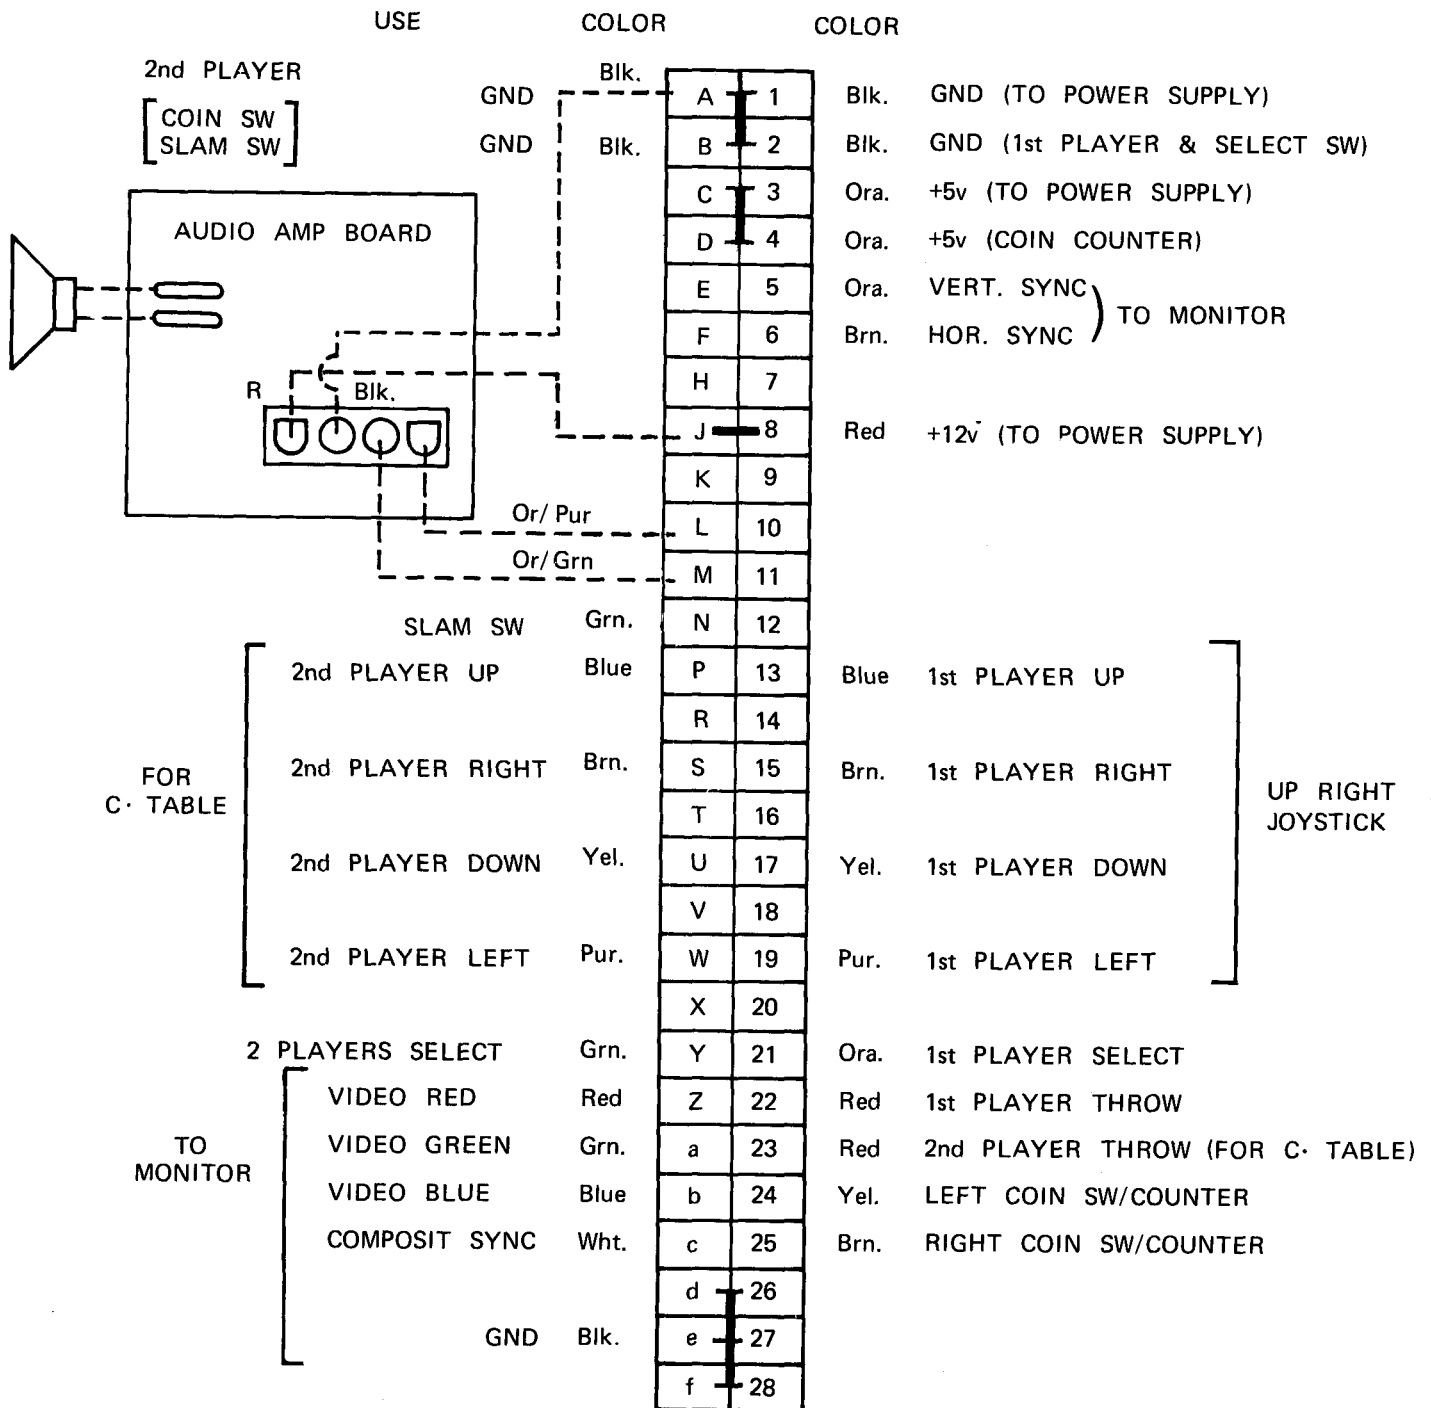 USE COLOR COLOR
2nd PLAYER
COIN SW
SLAM SW
AUDIO AMP BOARD
R Blk.
GND Blk. A 1 Blk. GND (TO POWER SUPPLY)
GND Blk. B 2 Blk. GND (1st PLAYER & SELECT SW)
C 3 Ora. +5v (TO POWER SUPPLY)
D 4 Ora. +5v (COIN COUNTER)
E 5 Ora. VERT. SYNC
F 6 Brn. HOR. SYNC
TO MONITOR
H 7
J 8 Red +12v (TO POWER SUPPLY)
K 9
Or/Pur L 10
Or/Grn M 11
SLAM SW Grn. N 12
2nd PLAYER UP Blue P 13 Blue 1st PLAYER UP
R 14
2nd PLAYER RIGHT Brn. S 15 Brn. 1st PLAYER RIGHT
FOR
C· TABLE
UP RIGHT
JOYSTICK
T 16
2nd PLAYER DOWN Yel. U 17 Yel. 1st PLAYER DOWN
V 18
2nd PLAYER LEFT Pur. W 19 Pur. 1st PLAYER LEFT
X 20
2 PLAYERS SELECT Grn. Y 21 Ora. 1st PLAYER SELECT
VIDEO RED Red Z 22 Red 1st PLAYER THROW
TO
MONITOR
VIDEO GREEN Grn. a 23 Red 2nd PLAYER THROW (FOR C· TABLE)
VIDEO BLUE Blue b 24 Yel. LEFT COIN SW/COUNTER
COMPOSIT SYNC Wht. c 25 Brn. RIGHT COIN SW/COUNTER
d 26
GND Blk. e 27
f 28